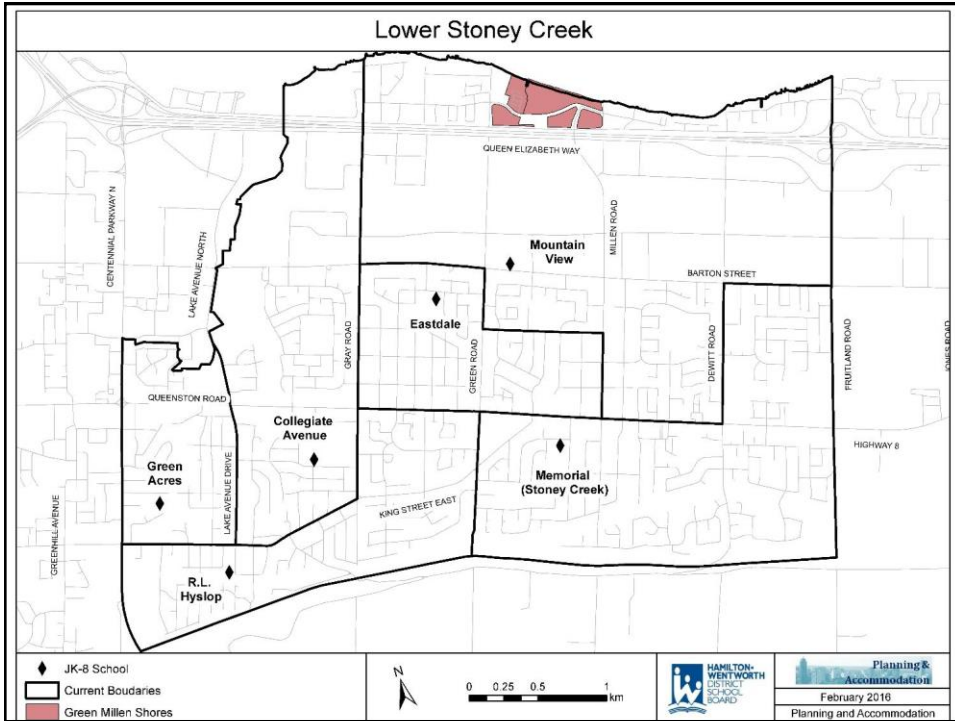 Lower Stoney Creek
QUEEN ELIZABETH WAY
CENTENNIAL PARKWAY N
LAKE AVENUE NORTH
MILLEN ROAD
Mountain
View
BARTON STREET
Eastdale
GRAY ROAD
GREEN ROAD
DEWITT ROAD
FRUITLAND ROAD
JONES ROAD
QUEENSTON ROAD
Collegiate
Avenue
HIGHWAY 8
Green
Acres
LAKE AVENUE DRIVE
Memorial
(Stoney Creek)
KING STREET EAST
GREENHILL AVENUE
R.L.
Hyslop
JK-8 School
Current Boudaries
Green Millen Shores
N
0 0.25 0.5 1
km
HAMILTON-
WENTWORTH
DISTRICT
SCHOOL
BOARD
Planning &
Accommodation
February 2016
Planning and Accommodation